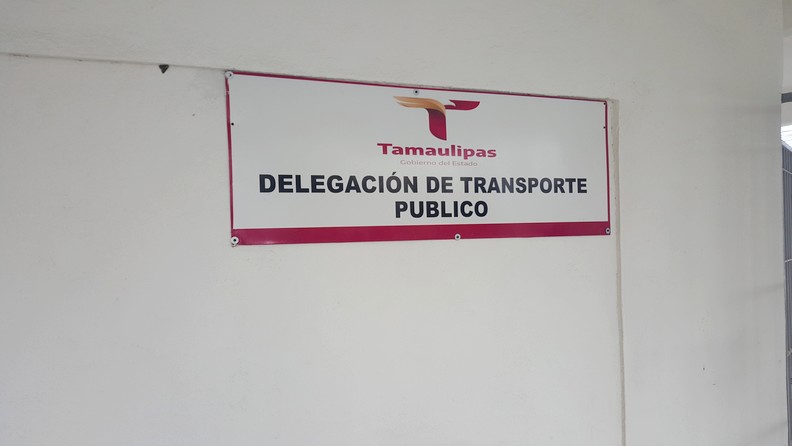 Tamaulipas
Gobierno del Estado
DELEGACIÓN DE TRANSPORTE
PUBLICO